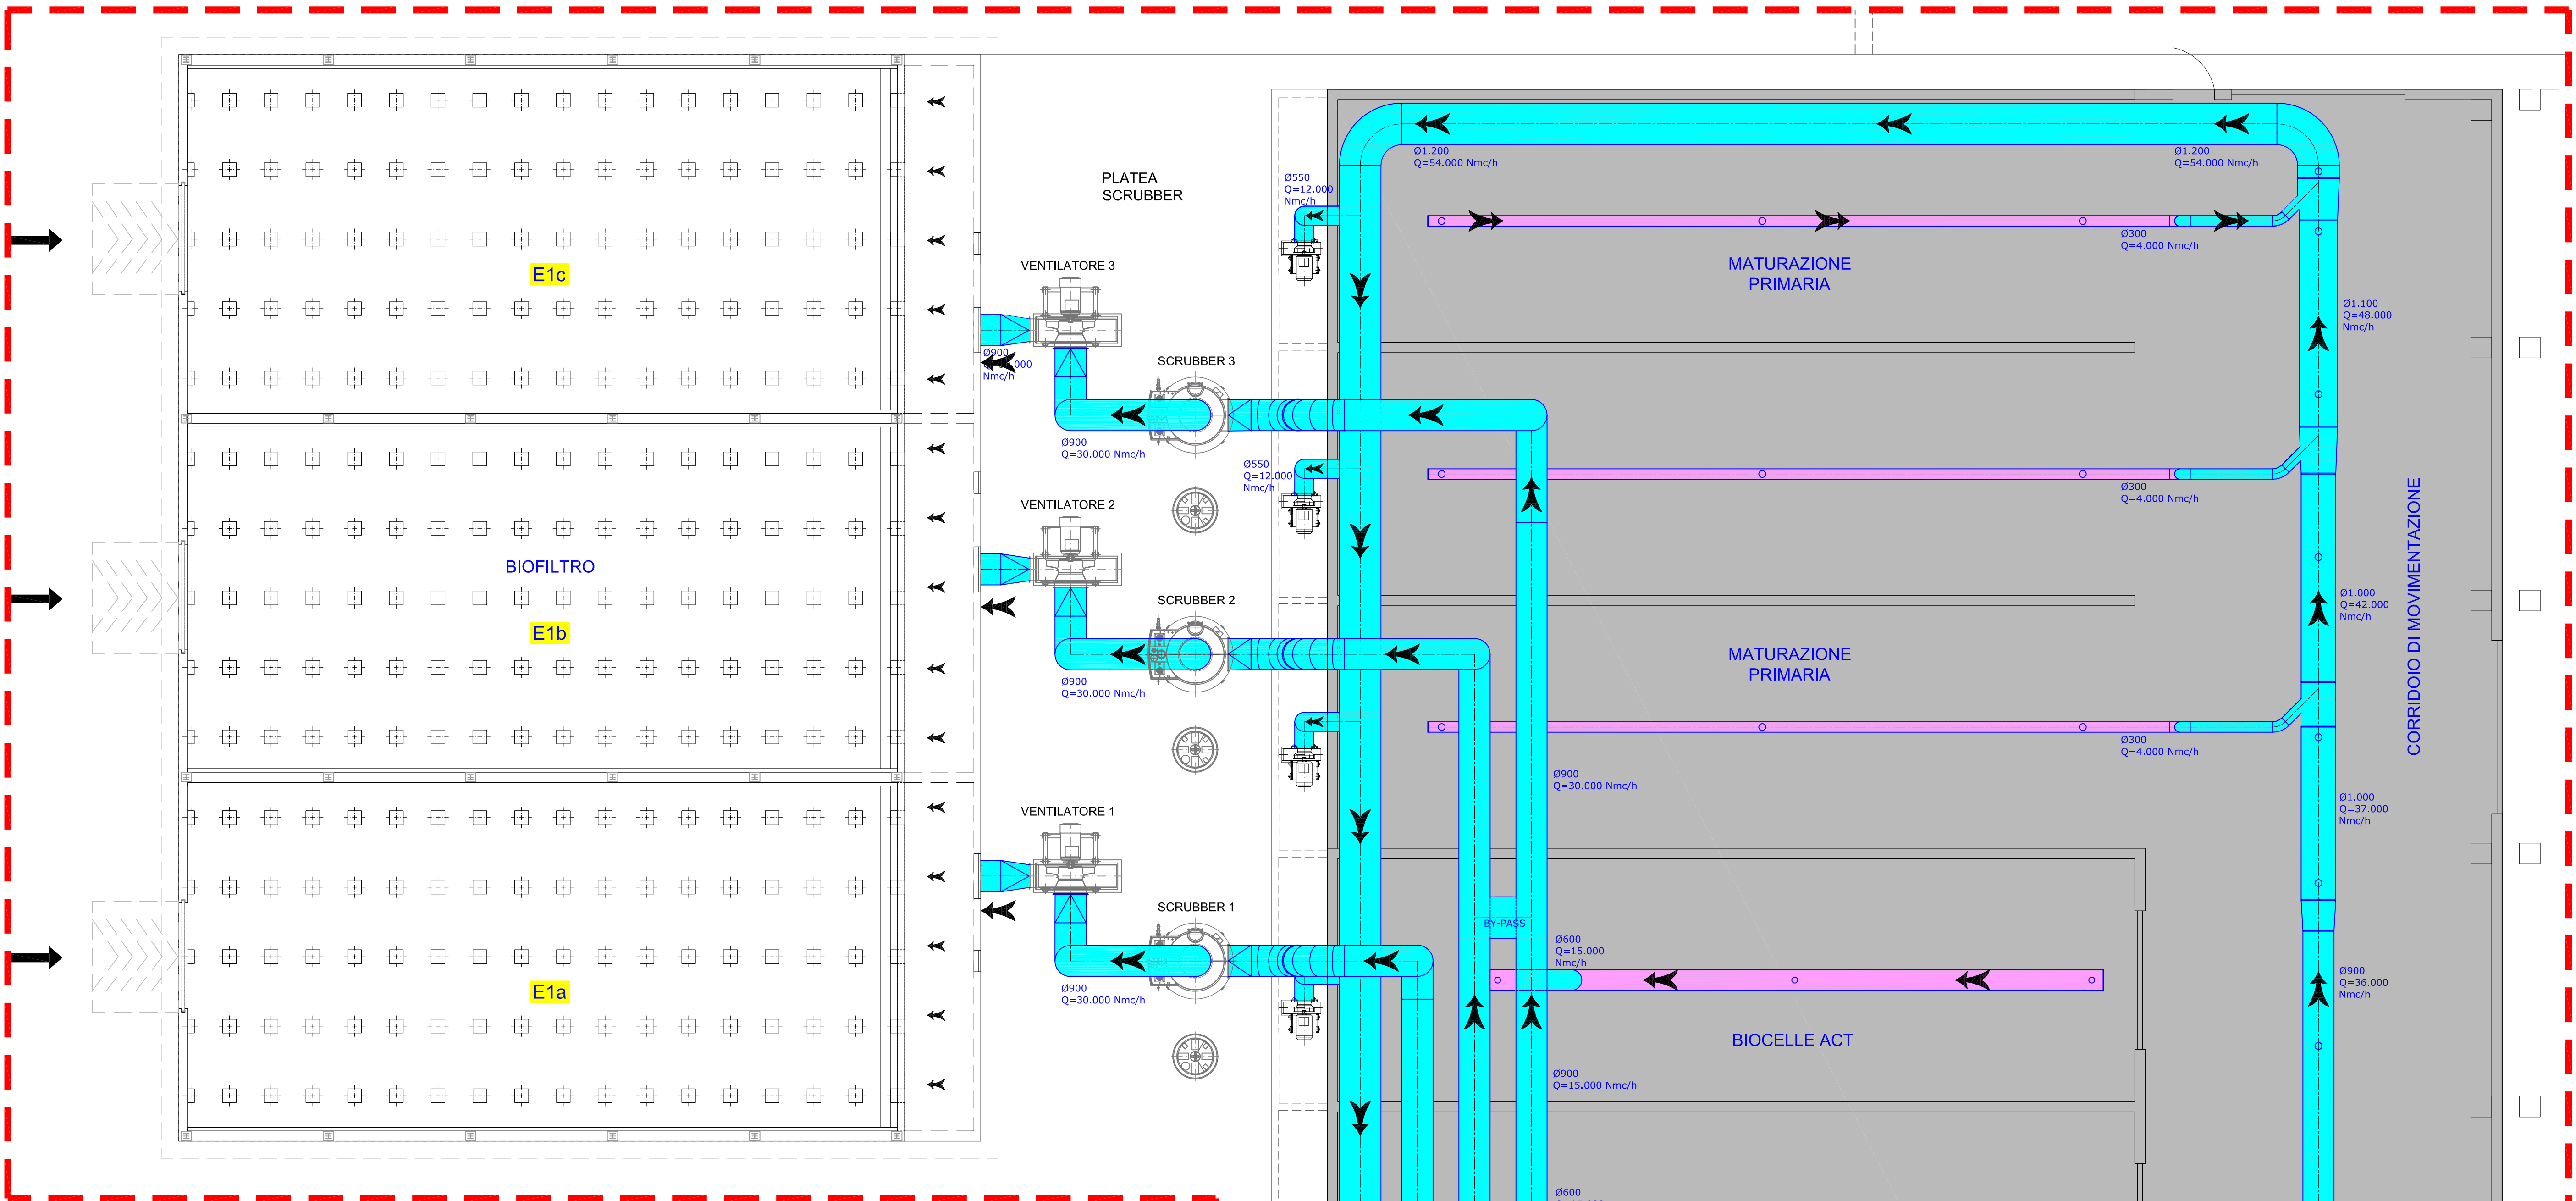 Ø1.200
Q=54.000 Nmc/h
Ø1.200
Q=54.000 Nmc/h
PLATEA
SCRUBBER
Ø550
Q=12.000
Nmc/h
Ø300
Q=4.000 Nmc/h
MATURAZIONE
PRIMARIA
VENTILATORE 3
E1c
Ø1.100
Q=48.000
Nmc/h
Ø900
Nmc/h
SCRUBBER 3
Ø900
Q=30.000 Nmc/h
Ø550
Q=12.000
Nmc/h
Ø300
Q=4.000 Nmc/h
CORRIDOIO DI MOVIMENTAZIONE
VENTILATORE 2
BIOFILTRO
Ø1.000
Q=42.000
Nmc/h
SCRUBBER 2
E1b
MATURAZIONE
PRIMARIA
Ø900
Q=30.000 Nmc/h
Ø300
Q=4.000 Nmc/h
Ø900
Q=30.000 Nmc/h
Ø1.000
Q=37.000
Nmc/h
VENTILATORE 1
SCRUBBER 1
BY-PASS
Ø600
Q=15.000
Nmc/h
Ø900
Q=36.000
Nmc/h
E1a
Ø900
Q=30.000 Nmc/h
BIOCELLE ACT
Ø900
Q=15.000 Nmc/h
Ø600